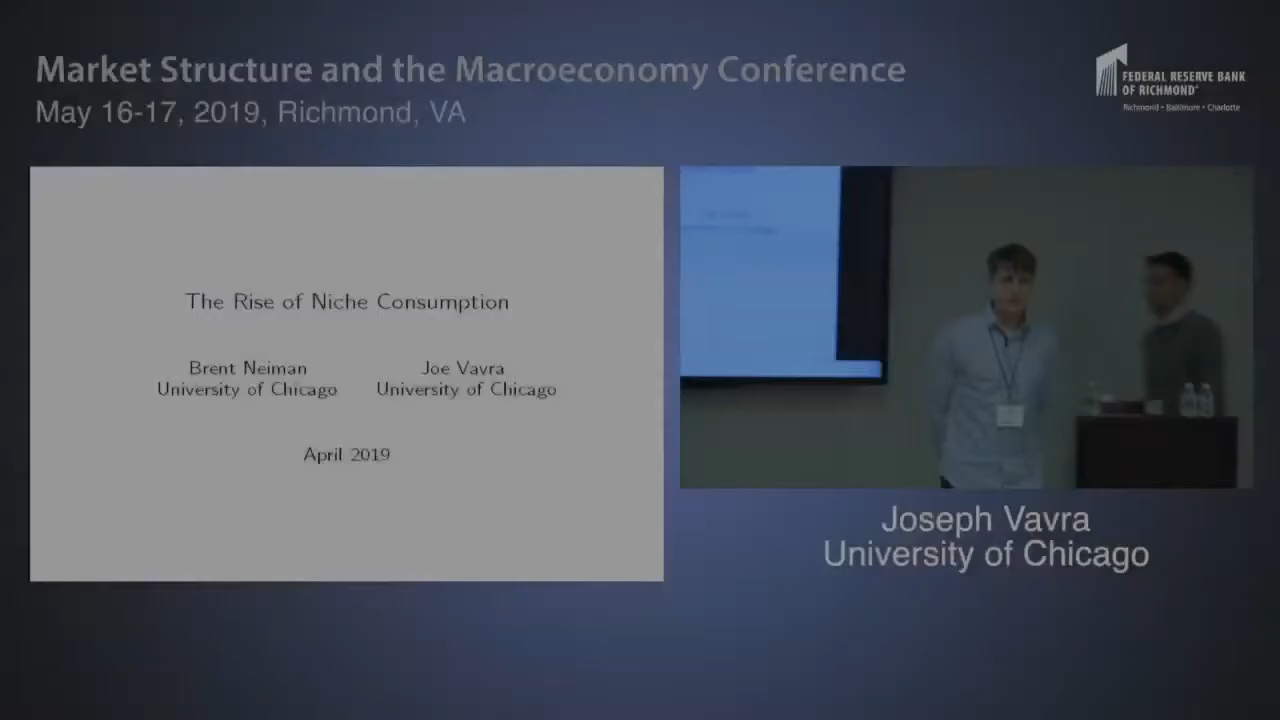 Market Structure and the Macroeconomy Conference
May 16-17, 2019, Richmond, VA
FEDERAL RESERVE BANK
OF RICHMOND
Richmond • Baltimore • Charlotte
The Rise of Niche Consumption
Brent Neiman Joe Vavra
University of Chicago University of Chicago
April 2019
Joseph Vavra
University of Chicago